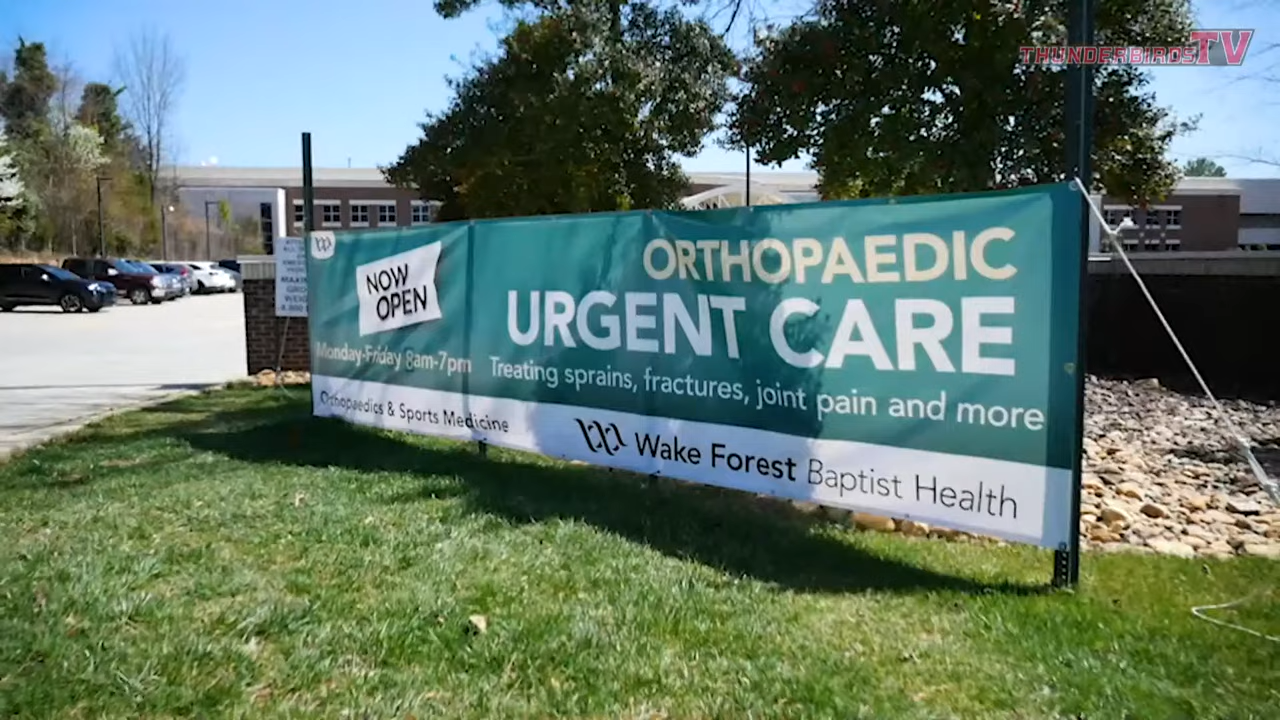 THUNDERBIRDSTV
NOW
OPEN
Monday-Friday 8am-7pm
Orthopaedics & Sports Medicine
ORTHOPAEDIC
URGENT CARE
Treating sprains, fractures, joint pain and more
Wake Forest Baptist Health